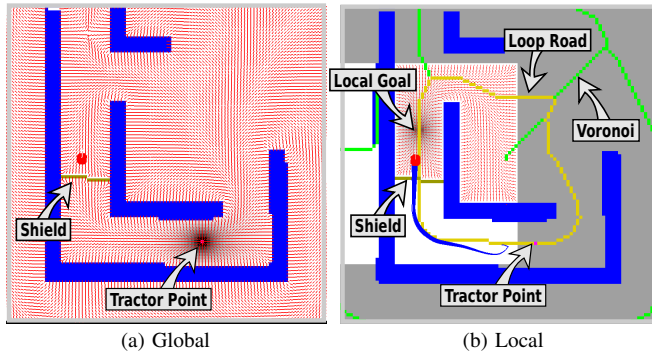 Shield
Tractor Point
(a) Global
Loop Road
Local Goal
Voronoi
Shield
Tractor Point
(b) Local